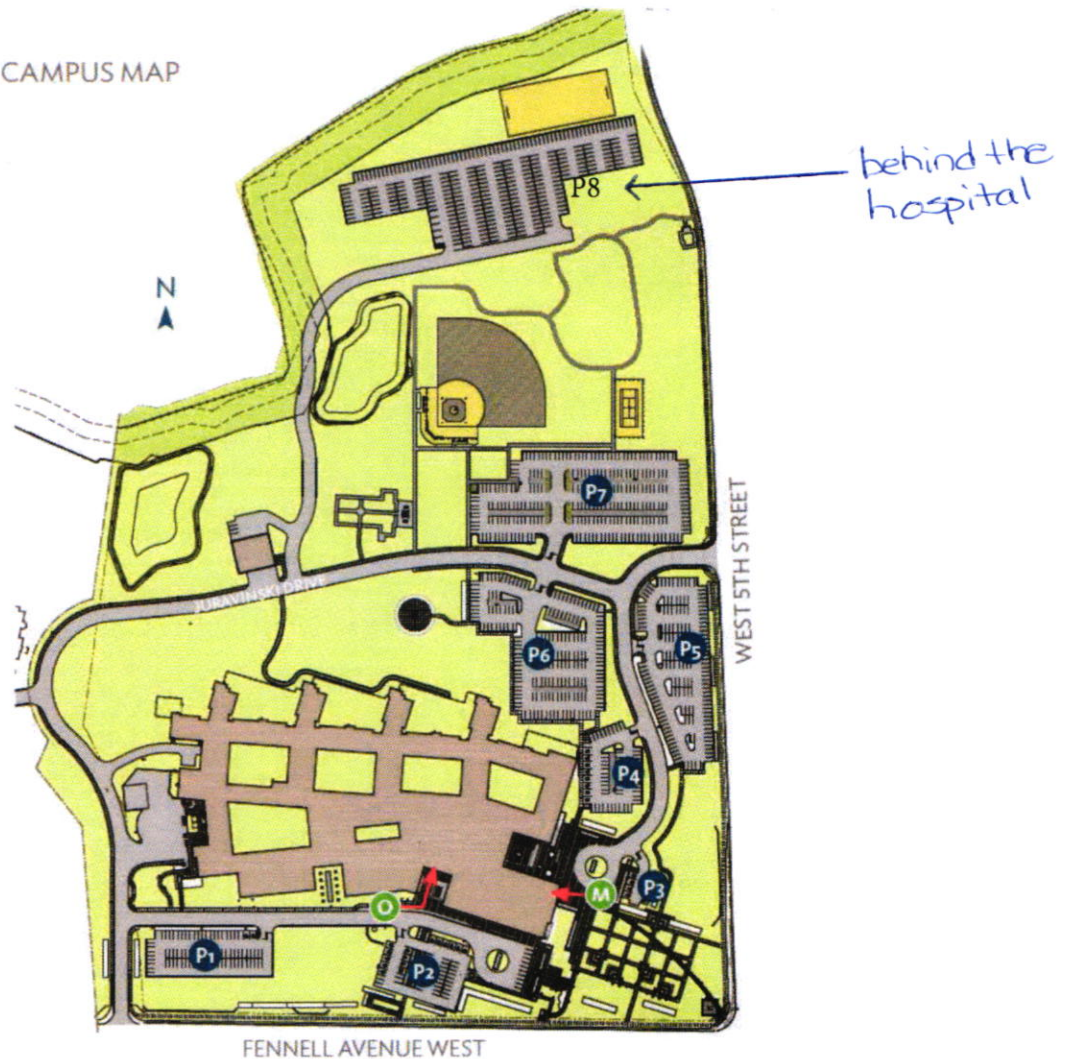 CAMPUS MAP
behind the
hospital
P8
N
P7
JURAVINSKI DRIVE
WEST 5TH STREET
P6
P5
P4
P3
M
O
P1
P2
FENNELL AVENUE WEST